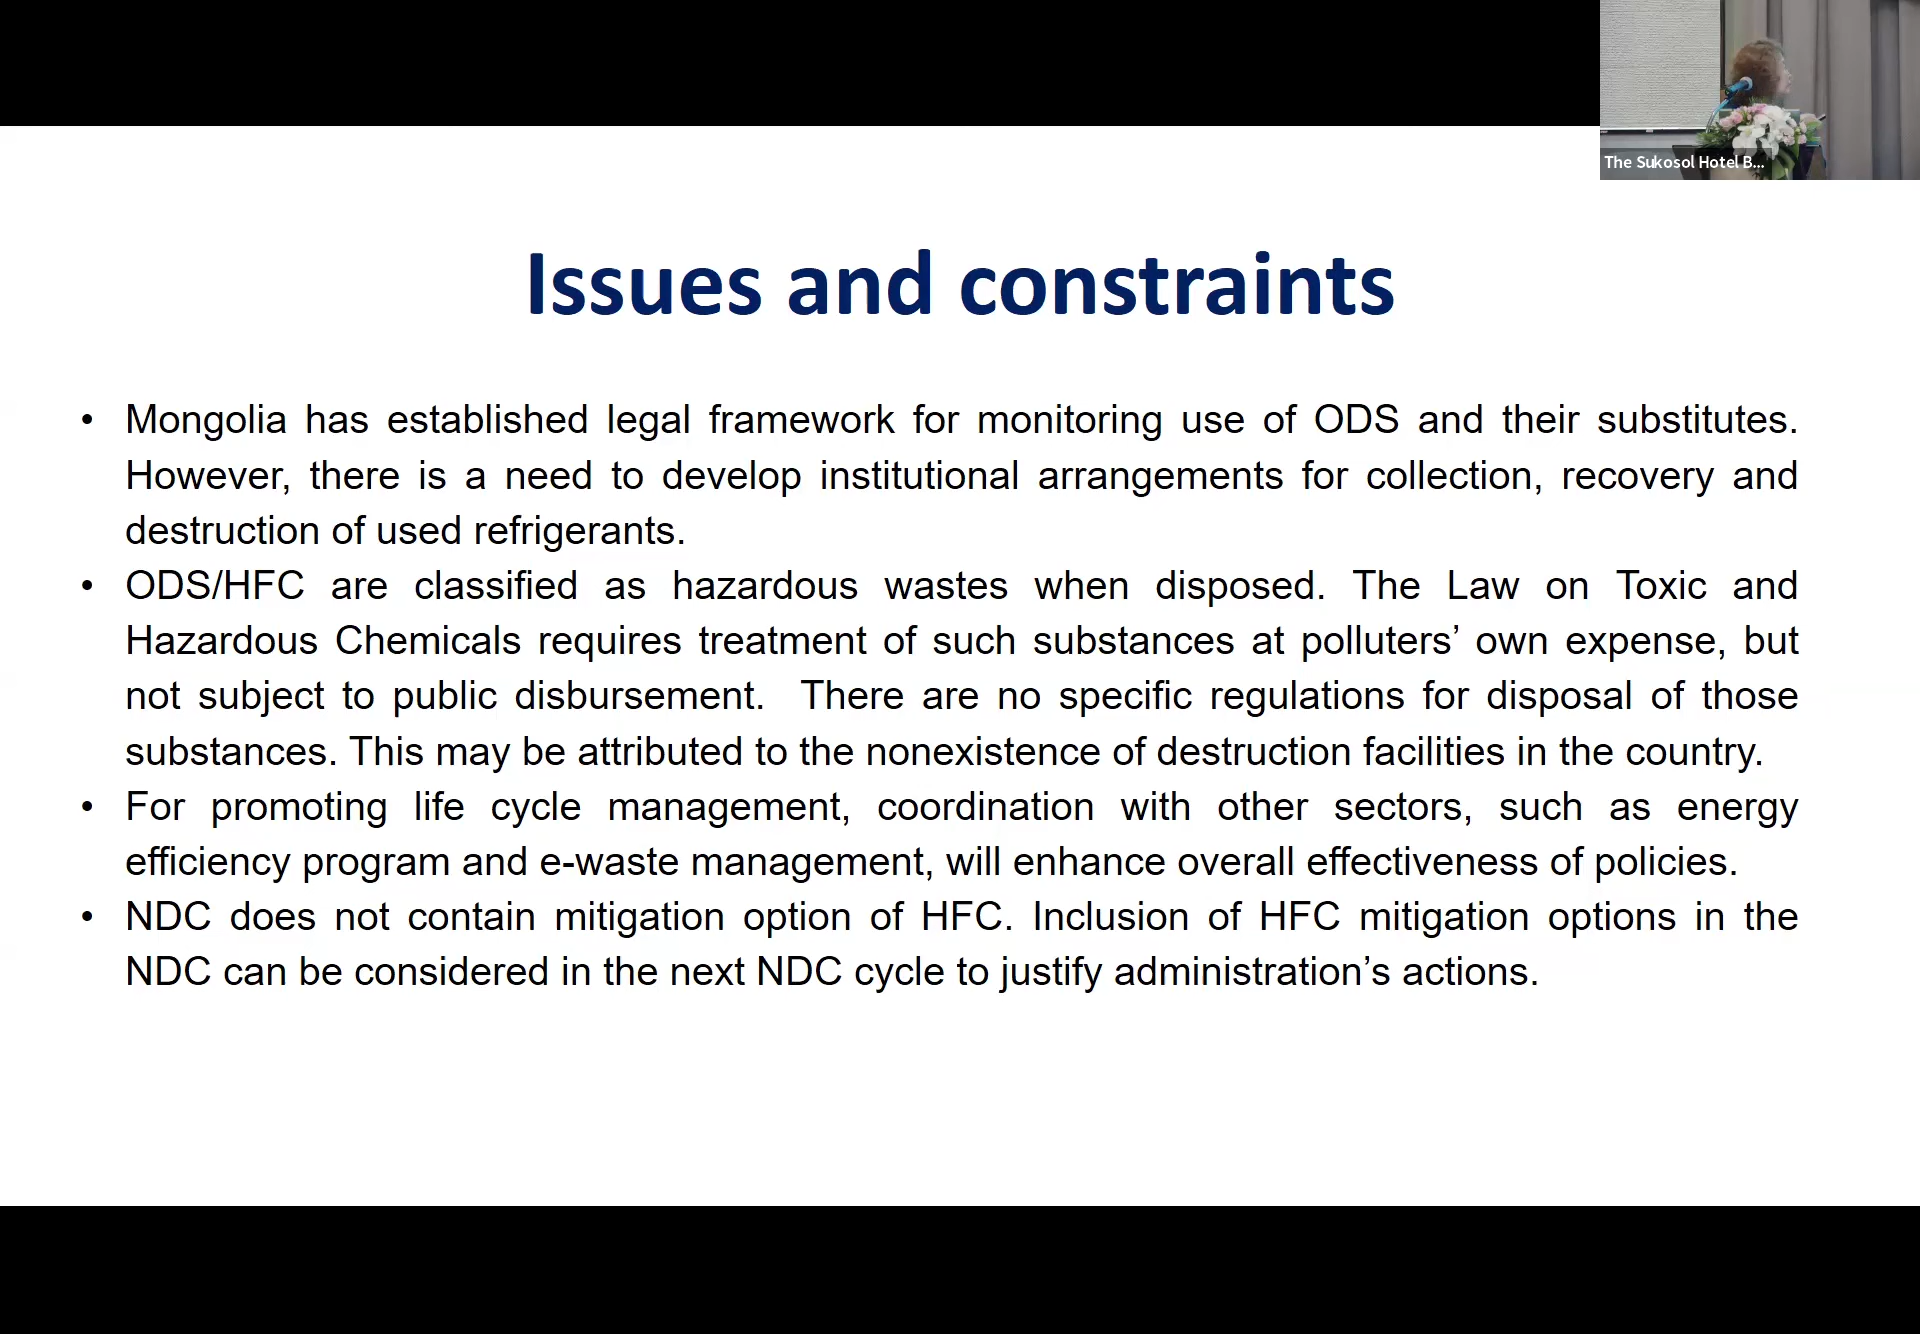 The Sukosol Hotel B...
Issues and constraints
• Mongolia has established legal framework for monitoring use of ODS and their substitutes.
However, there is a need to develop institutional arrangements for collection, recovery and
destruction of used refrigerants.
• ODS/HFC are classified as hazardous wastes when disposed. The Law on Toxic and
Hazardous Chemicals requires treatment of such substances at polluters’ own expense, but
not subject to public disbursement.  There are no specific regulations for disposal of those
substances. This may be attributed to the nonexistence of destruction facilities in the country.
• For promoting life cycle management, coordination with other sectors, such as energy
efficiency program and e-waste management, will enhance overall effectiveness of policies.
• NDC does not contain mitigation option of HFC. Inclusion of HFC mitigation options in the
NDC can be considered in the next NDC cycle to justify administration’s actions.